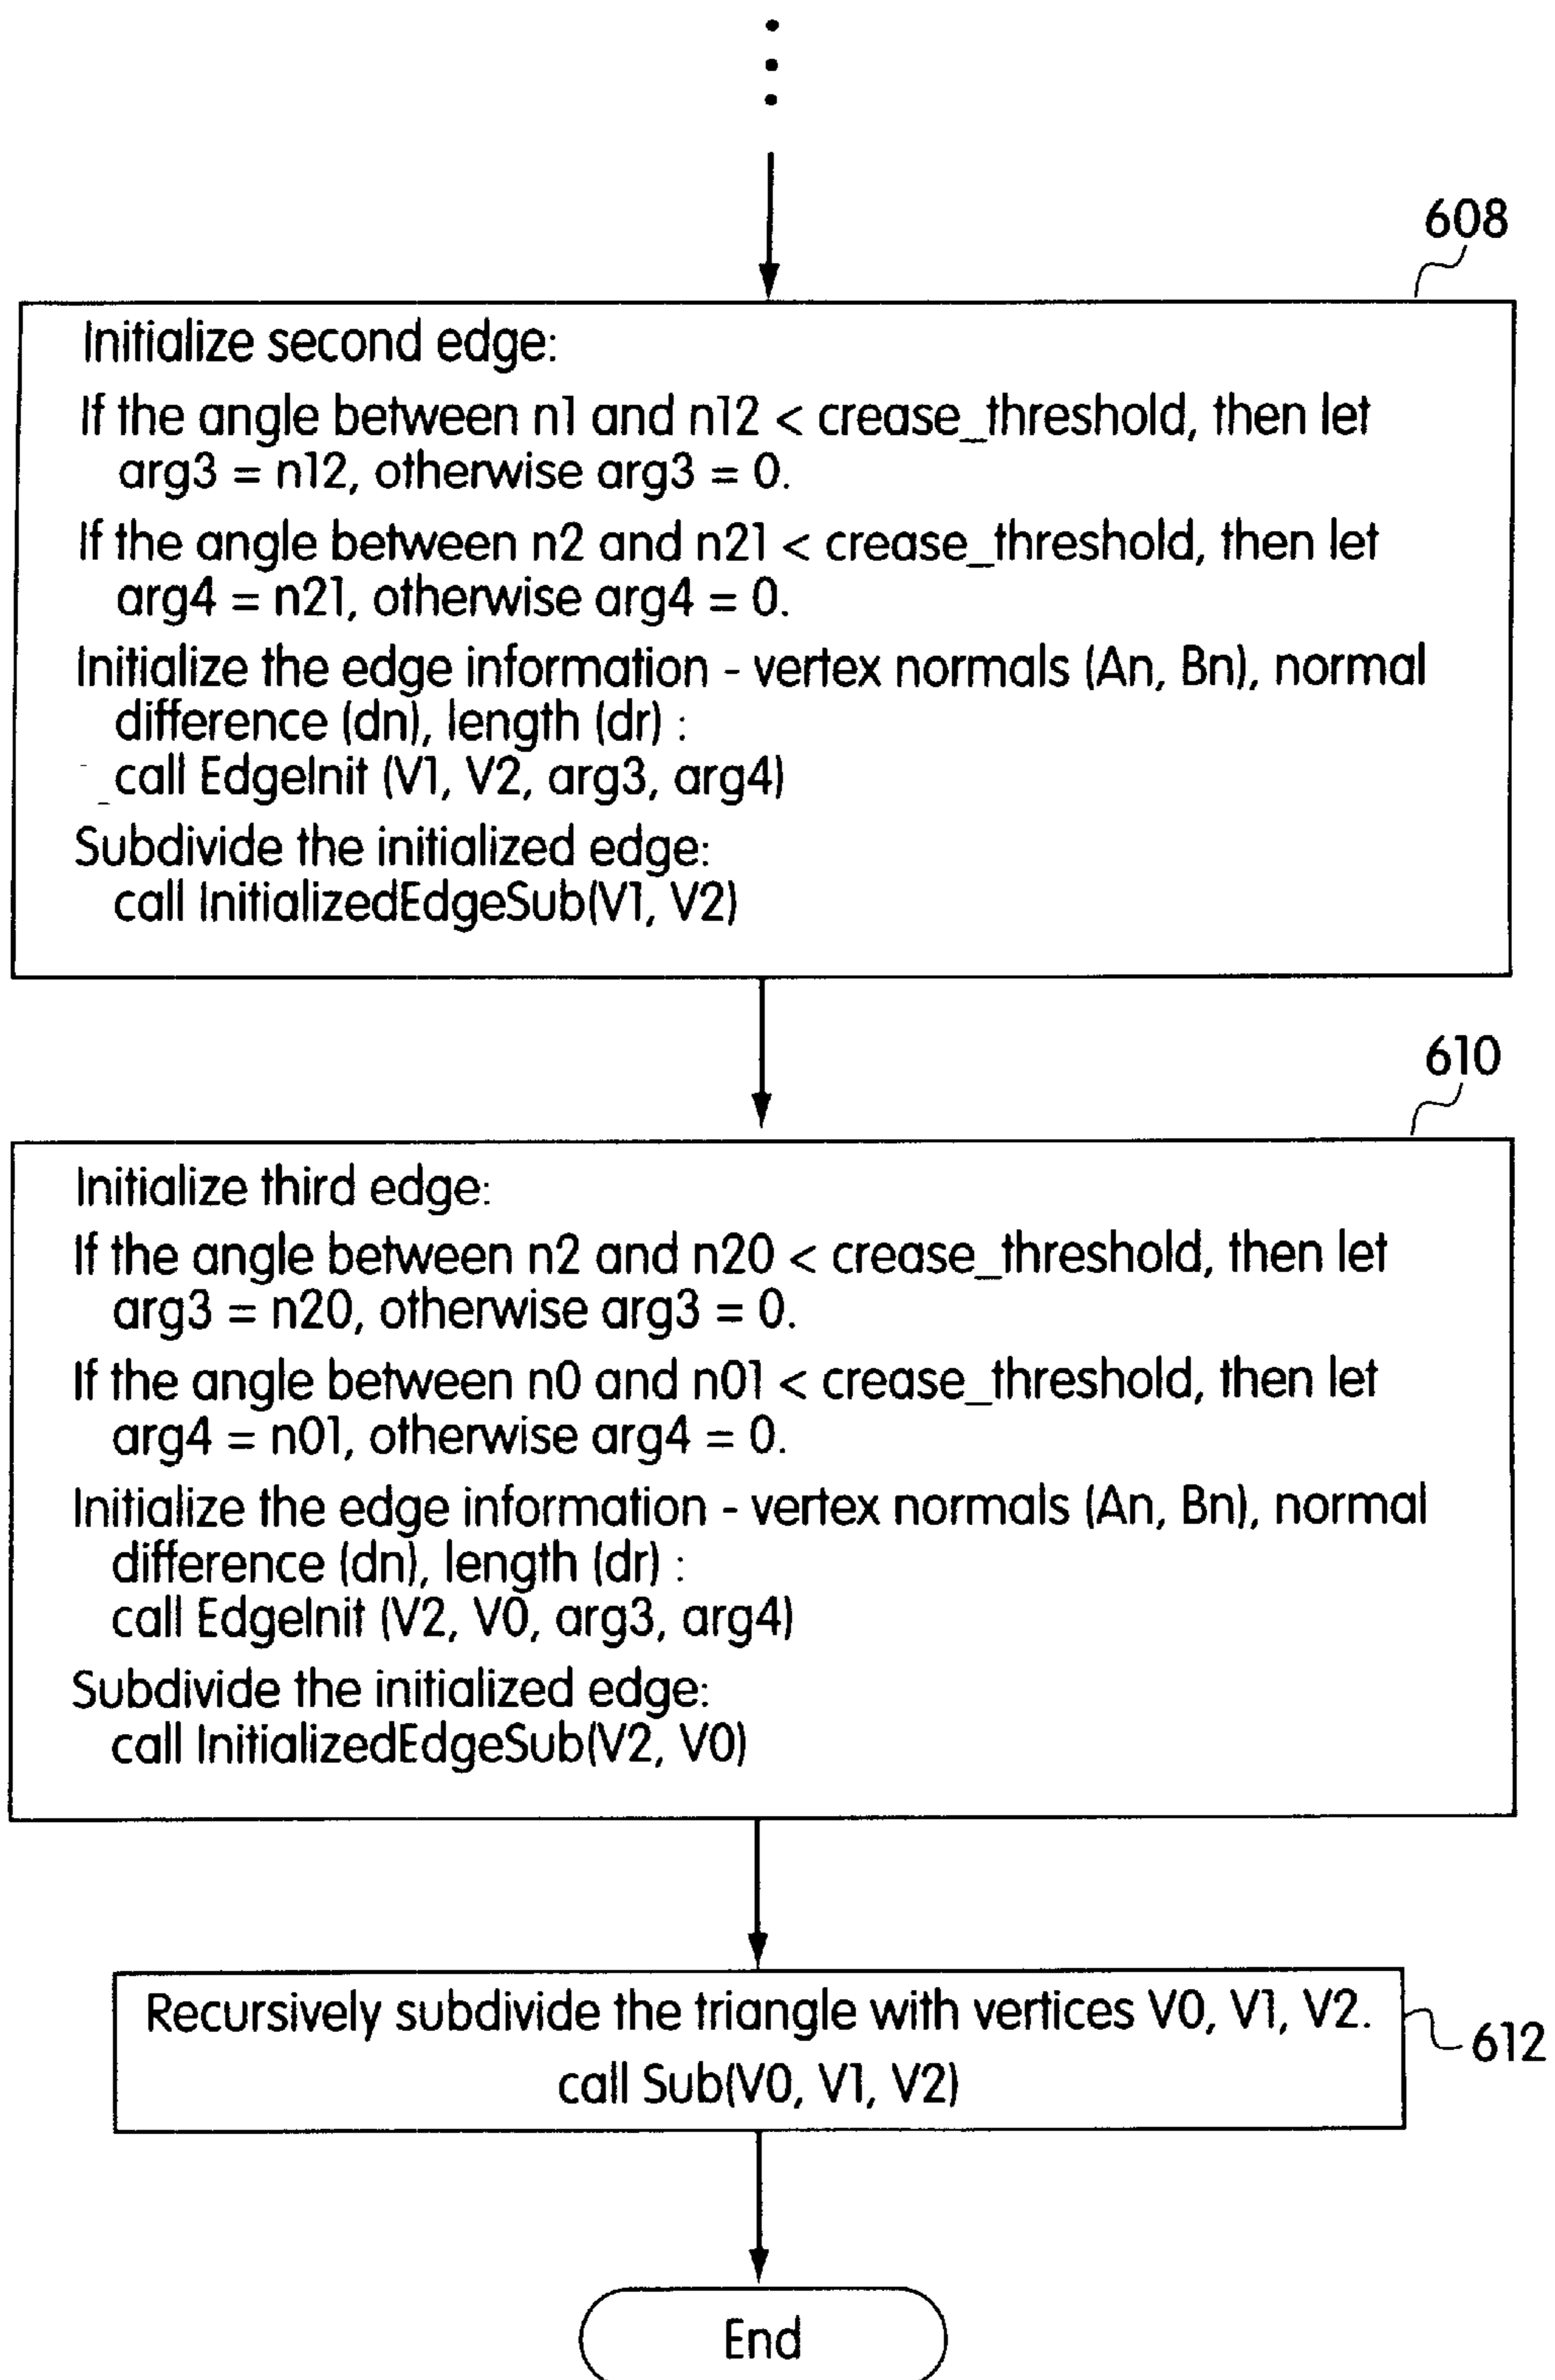 608
Initialize second edge:
If the angle between n1 and n12 < crease_threshold, then let
arg3 = n12, otherwise arg3 = 0.
If the angle between n2 and n21 < crease_threshold, then let
arg4 = n21, otherwise arg4 = 0.
Initialize the edge information - vertex normals (An, Bn), normal
difference (dn), length (dr) :
call EdgeInit (V1, V2, arg3, arg4)
Subdivide the initialized edge:
call InitializedEdgeSub(V1, V2)
610
Initialize third edge:
If the angle between n2 and n20 < crease_threshold, then let
arg3 = n20, otherwise arg3 = 0.
If the angle between n0 and n01 < crease_threshold, then let
arg4 = n01, otherwise arg4 = 0.
Initialize the edge information - vertex normals (An, Bn), normal
difference (dn), length (dr) :
call EdgeInit (V2, V0, arg3, arg4)
Subdivide the initialized edge:
call InitializedEdgeSub(V2, V0)
Recursively subdivide the triangle with vertices V0, V1, V2.
call Sub(V0, V1, V2)
612
End